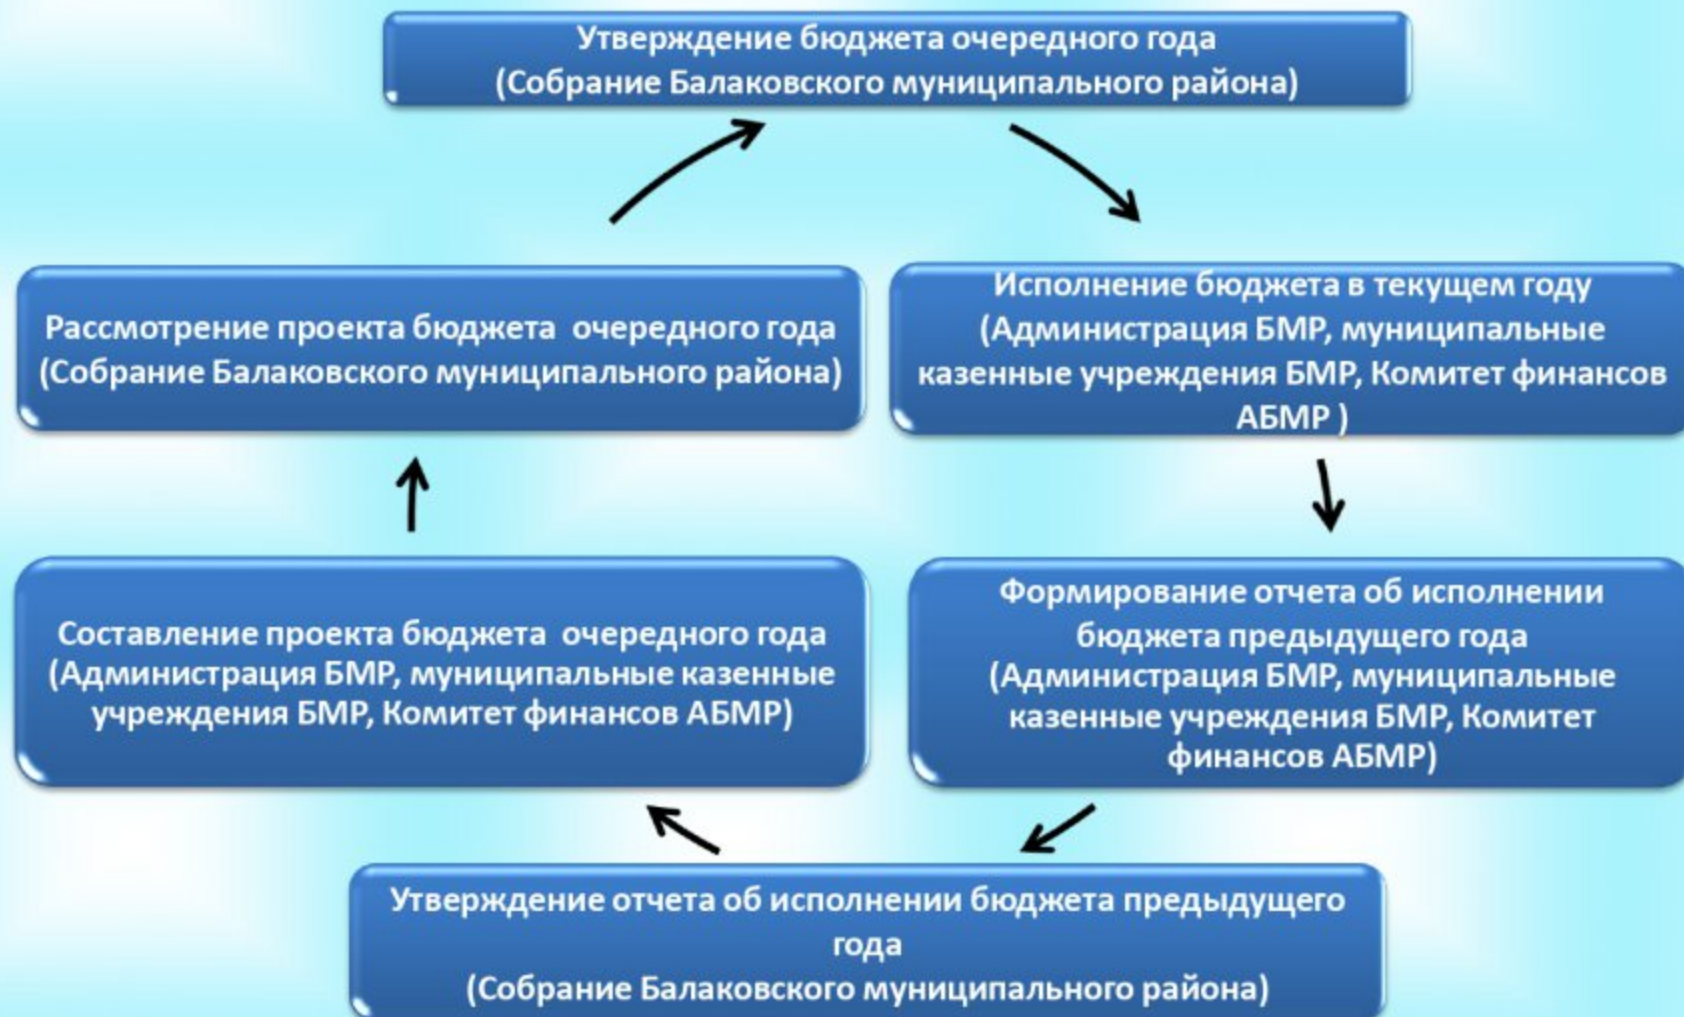 Утверждение бюджета очередного года
(Собрание Балаковского муниципального района)
Рассмотрение проекта бюджета очередного года
(Собрание Балаковского муниципального района)
Исполнение бюджета в текущем году
(Администрация БМР, муниципальные
казенные учреждения БМР, Комитет финансов
АБМР )
Составление проекта бюджета очередного года
(Администрация БМР, муниципальные казенные
учреждения БМР, Комитет финансов АБМР)
Формирование отчета об исполнении
бюджета предыдущего года
(Администрация БМР, муниципальные
казенные учреждения БМР, Комитет
финансов АБМР)
Утверждение отчета об исполнении бюджета предыдущего
года
(Собрание Балаковского муниципального района)